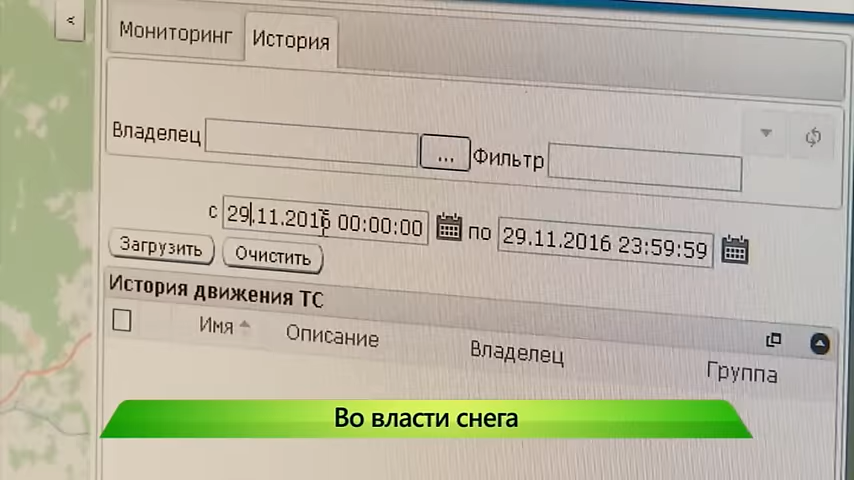 <
Мониторинг История
Владелец ... Фильтр
с 29.11.2016 00:00:00 по 29.11.2016 23:59:59
Загрузить Очистить
История движения ТС
Имя Описание Владелец Группа
Во власти снега